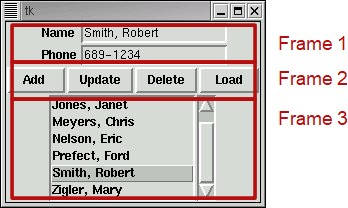 tk
Name Smith, Robert
Phone 689-1234
Frame 1
Add Update Delete Load
Frame 2
Jones, Janet
Meyers, Chris
Nelson, Eric
Prefect, Ford
Smith, Robert
Zigler, Mary
Frame 3